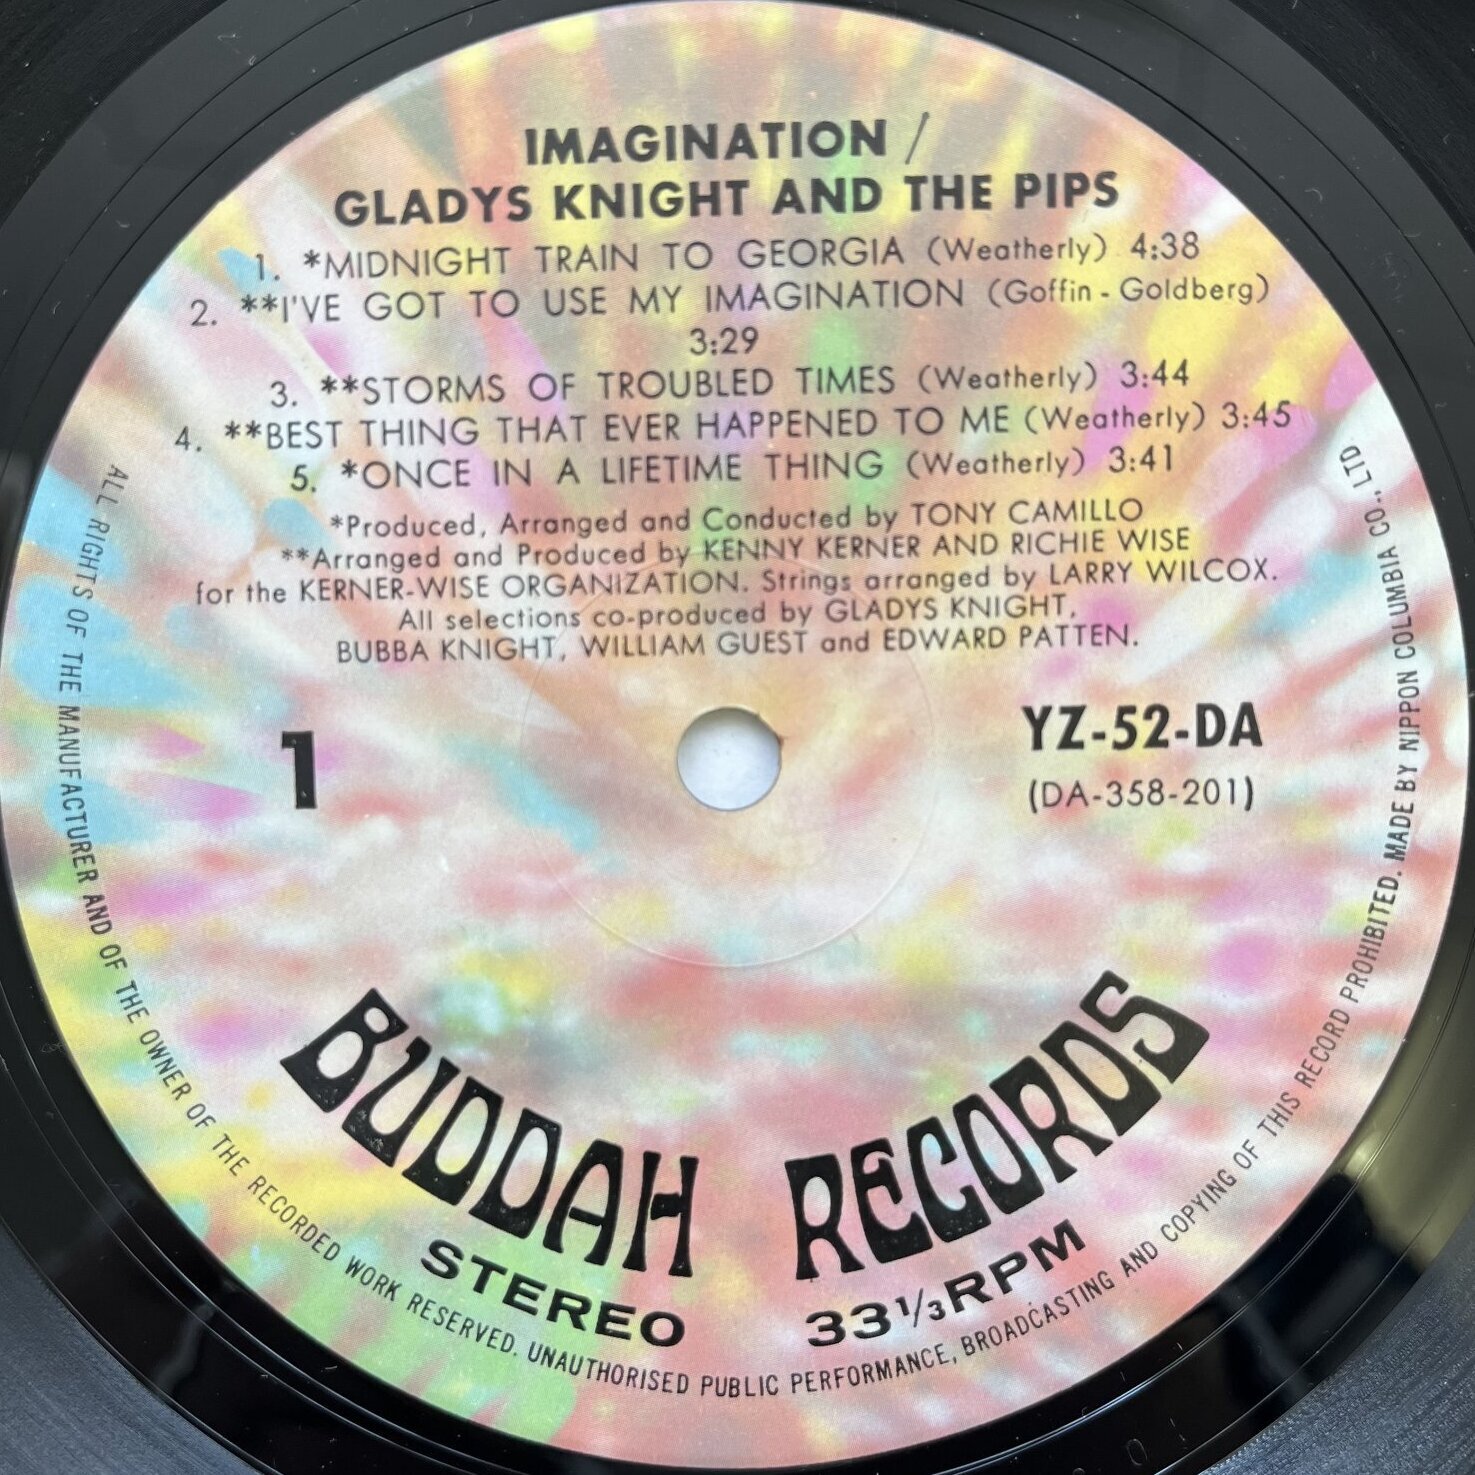 IMAGINATION /
GLADYS KNIGHT AND THE PIPS
1. *MIDNIGHT TRAIN TO GEORGIA (Weatherly) 4:38
2. **I'VE GOT TO USE MY IMAGINATION (Goffin - Goldberg)
3:29
3. **STORMS OF TROUBLED TIMES (Weatherly) 3:44
4. **BEST THING THAT EVER HAPPENED TO ME (Weatherly) 3:45
5. *ONCE IN A LIFETIME THING (Weatherly) 3:41
*Produced, Arranged and Conducted by TONY CAMILLO
**Arranged and Produced by KENNY KERNER AND RICHIE WISE
for the KERNER-WISE ORGANIZATION. Strings arranged by LARRY WILCOX.
All selections co-produced by GLADYS KNIGHT,
BUBBA KNIGHT, WILLIAM GUEST and EDWARD PATTEN.
1
YZ-52-DA
(DA-358-201)
BUDDAH RECORDS
STEREO 33 1/3 RPM
ALL RIGHTS OF THE MANUFACTURER AND OF THE OWNER OF THE RECORDED WORK RESERVED. UNAUTHORISED PUBLIC PERFORMANCE, BROADCASTING AND COPYING OF THIS RECORD PROHIBITED. MADE BY NIPPON COLUMBIA CO., LTD